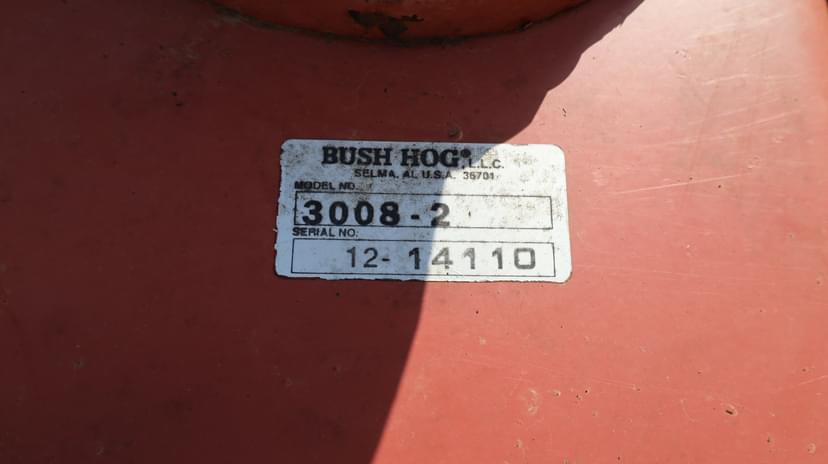 BUSH HOG® L.L.C.
SELMA, AL U.S.A. 36701
MODEL NO.
3008-2
SERIAL NO.
12-14110